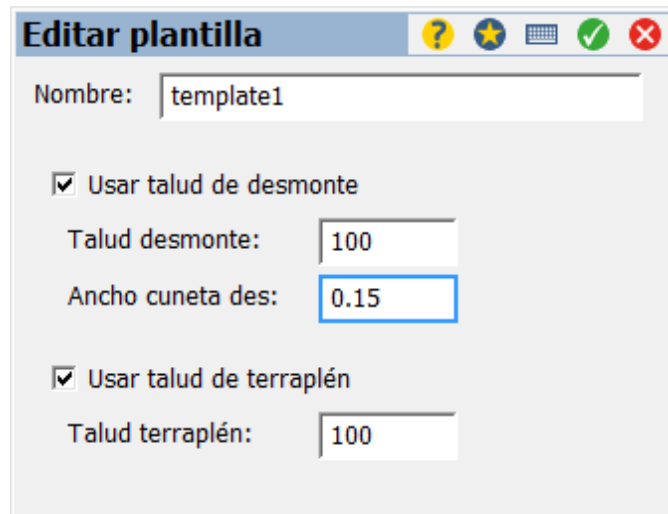 Editar plantilla
Nombre: template1
Usar talud de desmonte
Talud desmonte: 100
Ancho cuneta des: 0.15
Usar talud de terraplén
Talud terraplén: 100